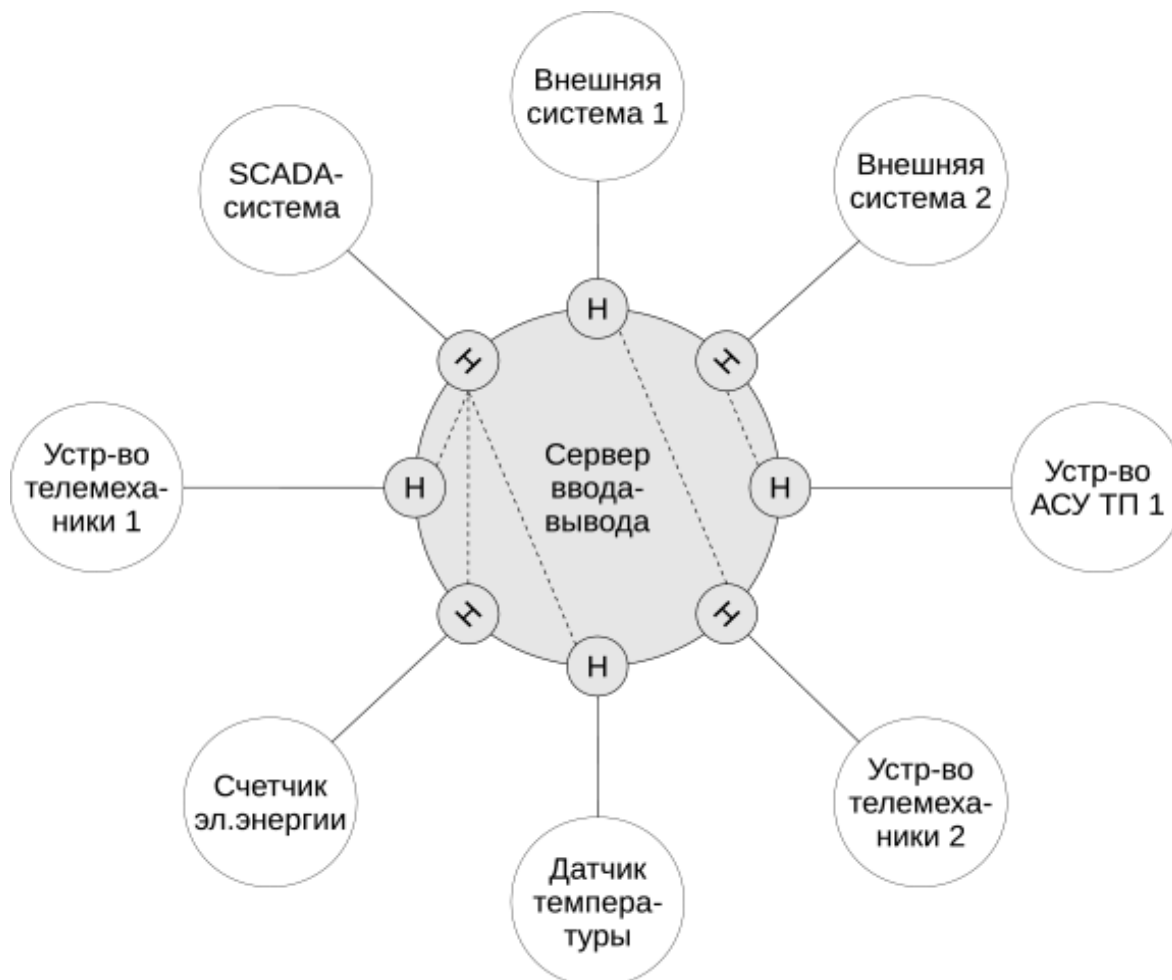 Внешняя
система 1
SCADA-
система
Внешняя
система 2
Н
Н
Н
Устр-во
телемеха-
ники 1
Н
Сервер
ввода-
вывода
Н
Устр-во
АСУ ТП 1
Н
Н
Н
Счетчик
эл.энергии
Датчик
темпера-
туры
Устр-во
телемеха-
ники 2